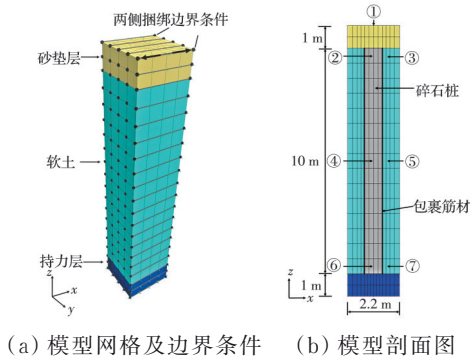 两侧捆绑边界条件
砂垫层
软土
持力层
z
x
y
①
1 m
②
③
碎石桩
10 m
④
⑤
包裹筋材
⑥
⑦
z
1 m
x
2.2 m
(a) 模型网格及边界条件
(b) 模型剖面图